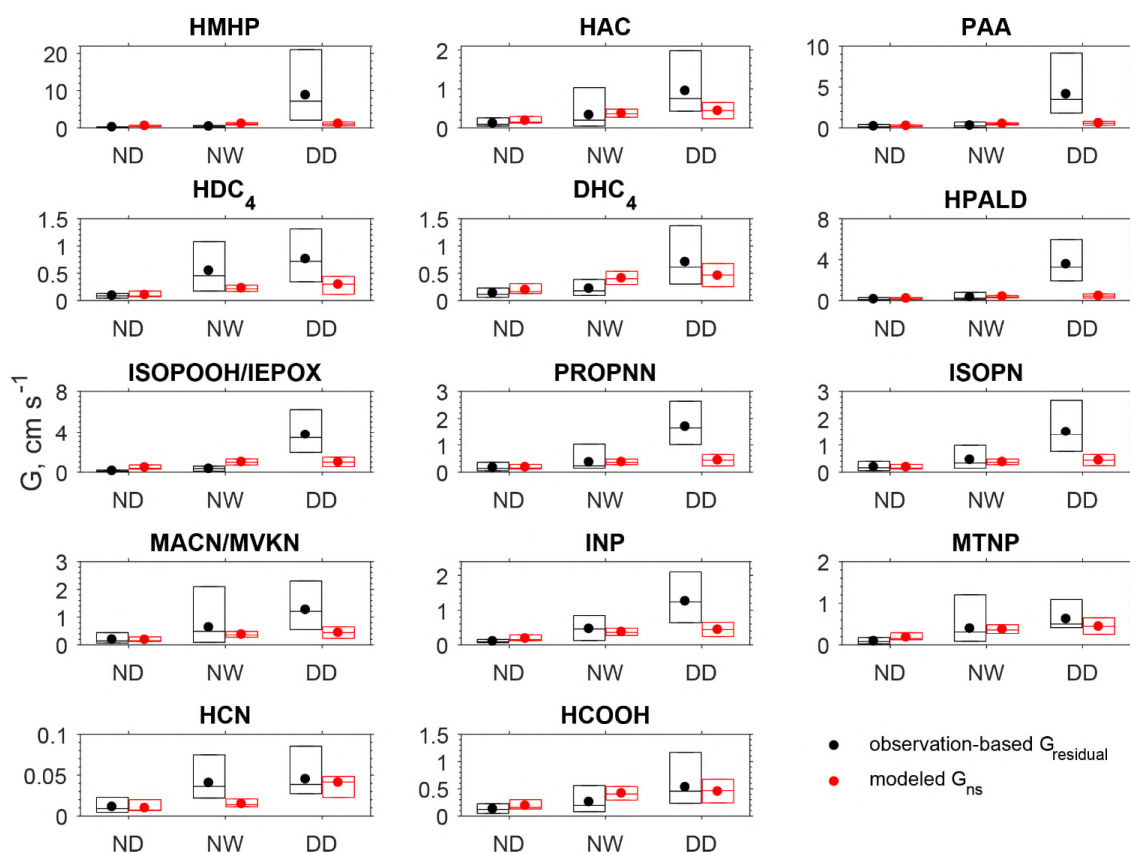 HMHP
20
10
0
ND NW DD
HAC
2
1
0
ND NW DD
PAA
10
5
0
ND NW DD
HDC4
1.5
1
0.5
0
ND NW DD
DHC4
1.5
1
0.5
0
ND NW DD
HPALD
8
4
0
ND NW DD
G, cm s-1
ISOPOOH/IEPOX
8
4
0
ND NW DD
PROPNN
3
2
1
0
ND NW DD
ISOPN
3
2
1
0
ND NW DD
MACN/MVKN
3
2
1
0
ND NW DD
INP
2
1
0
ND NW DD
MTNP
2
1
0
ND NW DD
HCN
0.1
0.05
0
ND NW DD
HCOOH
1.5
1.0
0.5
0
ND NW DD
observation-based Gresidual
modeled Gns